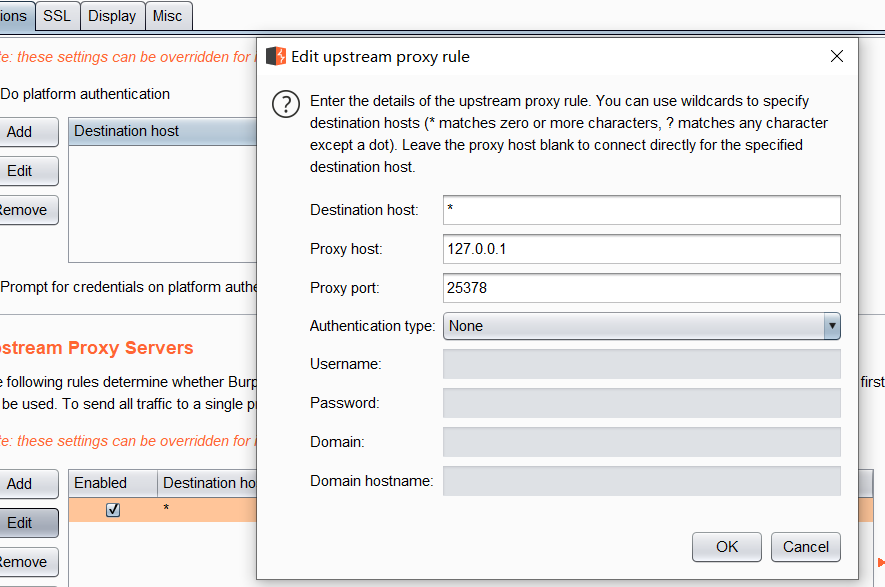 ions SSL Display Misc
te: these settings can be overridden for
Edit upstream proxy rule
Do platform authentication
Add
Edit
Remove
Destination host
?
Enter the details of the upstream proxy rule. You can use wildcards to specify
destination hosts (* matches zero or more characters, ? matches any character
except a dot). Leave the proxy host blank to connect directly for the specified
destination host.
Destination host: *
Proxy host: 127.0.0.1
Proxy port: 25378
Authentication type: None
Username:
Password:
Domain:
Domain hostname:
OK Cancel
Prompt for credentials on platform authe
stream Proxy Servers
e following rules determine whether Burp
first
be used. To send all traffic to a single p
te: these settings can be overridden for
Add
Edit
Remove
Enabled Destination ho
*